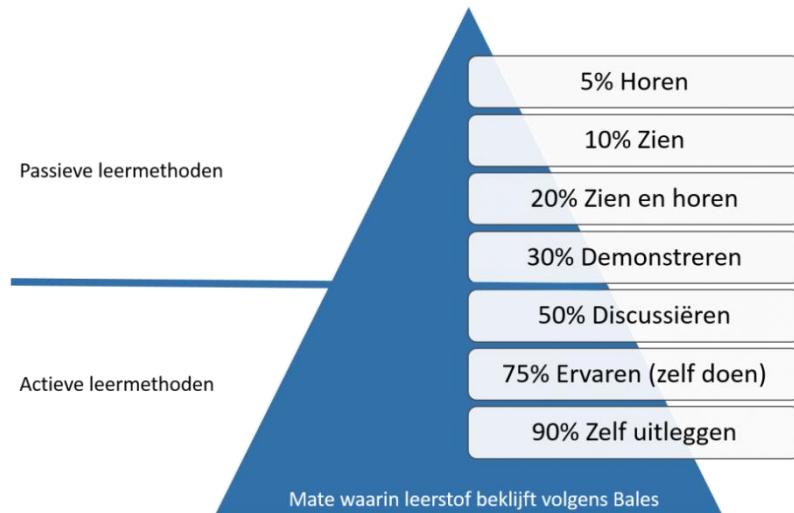 5% Horen
10% Zien
Passieve leermethoden
20% Zien en horen
30% Demonstreren
50% Discussiëren
75% Ervaren (zelf doen)
Actieve leermethoden
90% Zelf uitleggen
Mate waarin leerstof beklijft volgens Bales